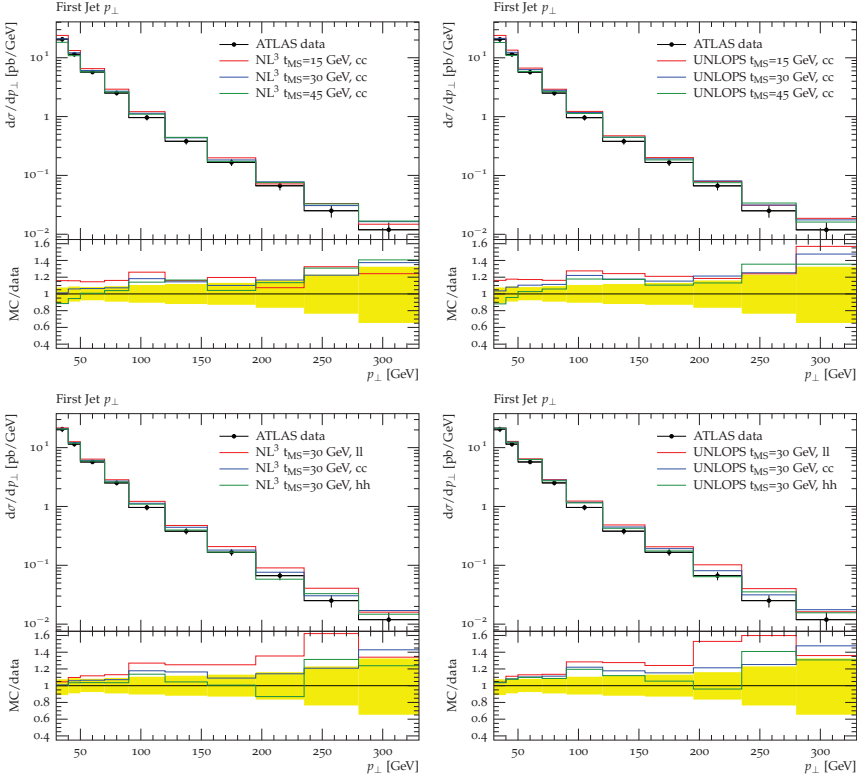 First Jet p⊥
dσ/dp⊥ [pb/GeV]
10¹
1
10⁻¹
10⁻²
ATLAS data
NL³ tMS=15 GeV, cc
NL³ tMS=30 GeV, cc
NL³ tMS=45 GeV, cc
MC/data
1.6
1.4
1.2
1
0.8
0.6
0.4
50 100 150 200 250 300
p⊥ [GeV]
First Jet p⊥
dσ/dp⊥ [pb/GeV]
10¹
1
10⁻¹
10⁻²
ATLAS data
UNLOPS tMS=15 GeV, cc
UNLOPS tMS=30 GeV, cc
UNLOPS tMS=45 GeV, cc
MC/data
1.6
1.4
1.2
1
0.8
0.6
0.4
50 100 150 200 250 300
p⊥ [GeV]
First Jet p⊥
dσ/dp⊥ [pb/GeV]
10¹
1
10⁻¹
10⁻²
ATLAS data
NL³ tMS=30 GeV, ll
NL³ tMS=30 GeV, cc
NL³ tMS=30 GeV, hh
MC/data
1.6
1.4
1.2
1
0.8
0.6
0.4
50 100 150 200 250 300
p⊥ [GeV]
First Jet p⊥
dσ/dp⊥ [pb/GeV]
10¹
1
10⁻¹
10⁻²
ATLAS data
UNLOPS tMS=30 GeV, ll
UNLOPS tMS=30 GeV, cc
UNLOPS tMS=30 GeV, hh
MC/data
1.6
1.4
1.2
1
0.8
0.6
0.4
50 100 150 200 250 300
p⊥ [GeV]